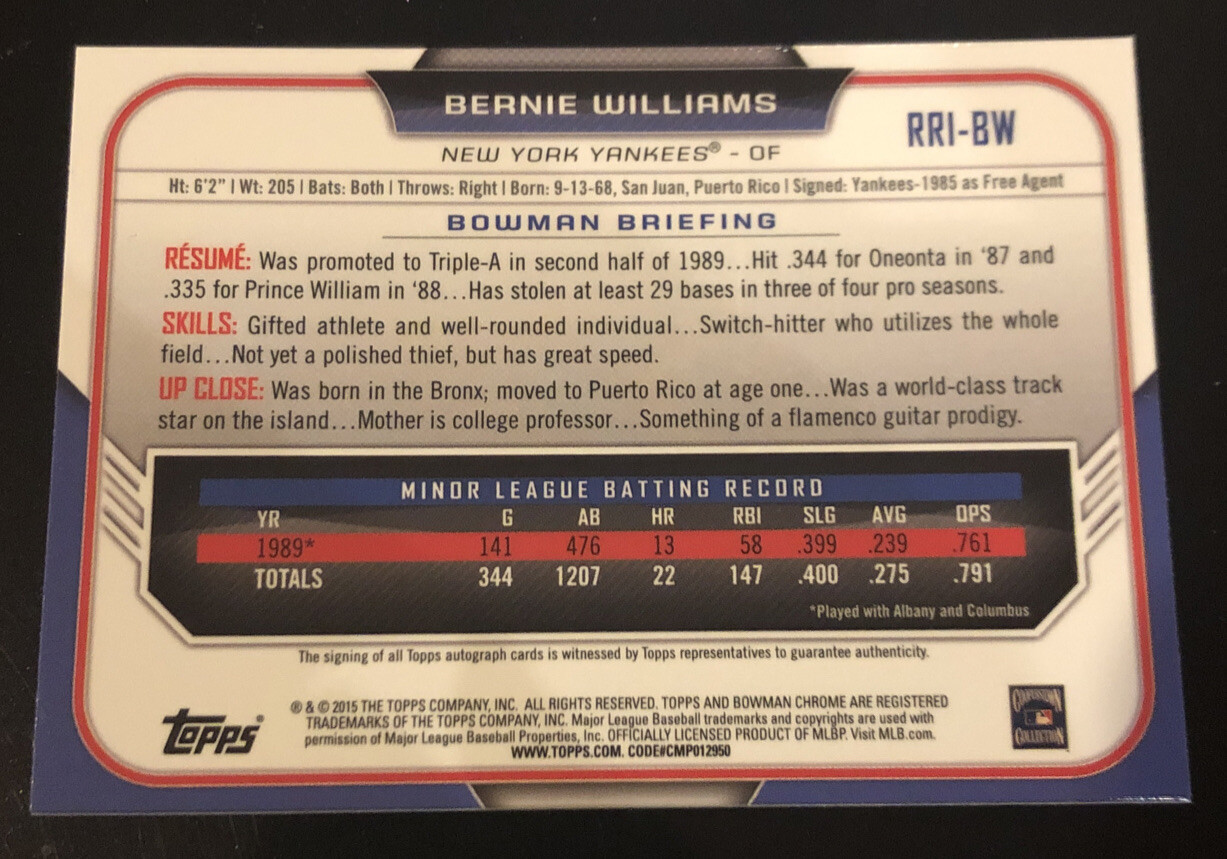 BERNIE WILLIAMS
RRI-BW
NEW YORK YANKEES® - OF
Ht: 6'2" | Wt: 205 | Bats: Both | Throws: Right | Born: 9-13-68, San Juan, Puerto Rico | Signed: Yankees-1985 as Free Agent
BOWMAN BRIEFING
RÉSUMÉ: Was promoted to Triple-A in second half of 1989...Hit .344 for Oneonta in '87 and
.335 for Prince William in '88...Has stolen at least 29 bases in three of four pro seasons.
SKILLS: Gifted athlete and well-rounded individual...Switch-hitter who utilizes the whole
field...Not yet a polished thief, but has great speed.
UP CLOSE: Was born in the Bronx; moved to Puerto Rico at age one...Was a world-class track
star on the island...Mother is college professor...Something of a flamenco guitar prodigy.
MINOR LEAGUE BATTING RECORD
YR G AB HR RBI SLG AVG OPS
1989* 141 476 13 58 .399 .239 .761
TOTALS 344 1207 22 147 .400 .275 .791
*Played with Albany and Columbus
The signing of all Topps autograph cards is witnessed by Topps representatives to guarantee authenticity.
Topps®
® & © 2015 THE TOPPS COMPANY, INC. ALL RIGHTS RESERVED. TOPPS AND BOWMAN CHROME ARE REGISTERED
TRADEMARKS OF THE TOPPS COMPANY, INC. Major League Baseball trademarks and copyrights are used with
permission of Major League Baseball Properties, Inc. OFFICIALLY LICENSED PRODUCT OF MLBP. Visit MLB.com.
WWW.TOPPS.COM. CODE#CMP012950
COOPERSTOWN
COLLECTION